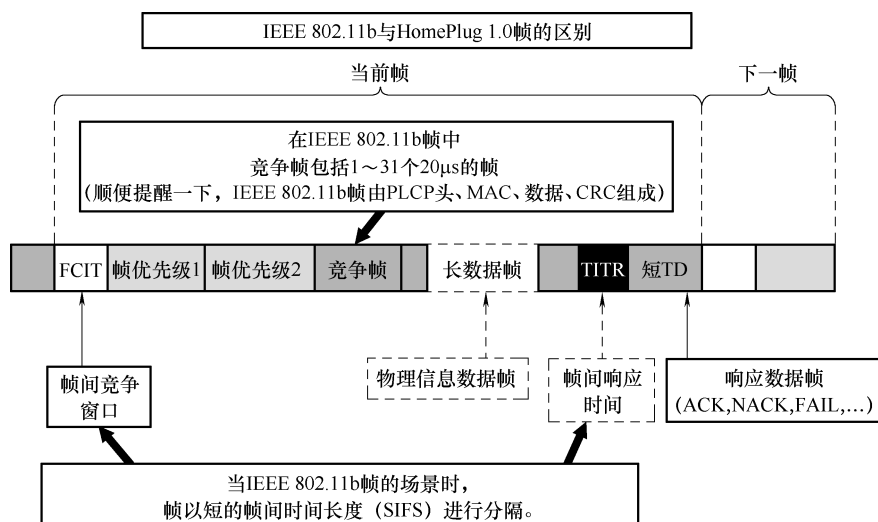 IEEE 802.11b与HomePlug 1.0帧的区别
当前帧
下一帧
在IEEE 802.11b帧中
竞争帧包括1～31个20μs的帧
(顺便提醒一下，IEEE 802.11b帧由PLCP头、MAC、数据、CRC组成)
FCIT
帧优先级1
帧优先级2
竞争帧
长数据帧
TITR
短TD
帧间竞争
窗口
物理信息数据帧
帧间响应
时间
响应数据帧
(ACK,NACK,FAIL,…)
当IEEE 802.11b帧的场景时，
帧以短的帧间时间长度（SIFS）进行分隔。